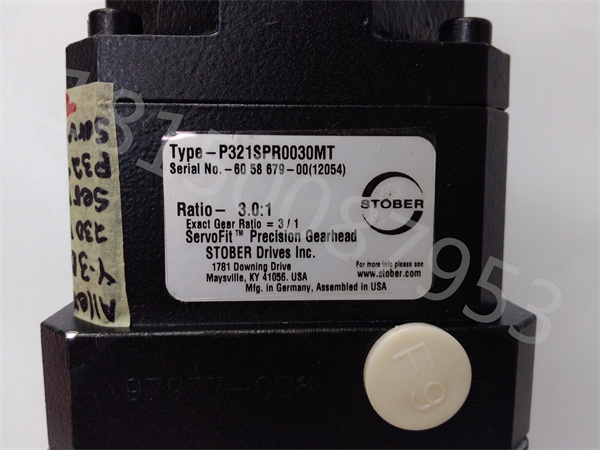 Type-P321SPR0030MT
Serial No.-60 58 679-00(12054)
Ratio- 3.0:1
Exact Gear Ratio = 3 / 1
ServoFit™ Precision Gearhead
STOBER Drives Inc.
1781 Downing Drive
Maysville, KY 41056. USA
Mfg. in Germany, Assembled in USA
STÖBER
For more info please see
www.stober.com
F9